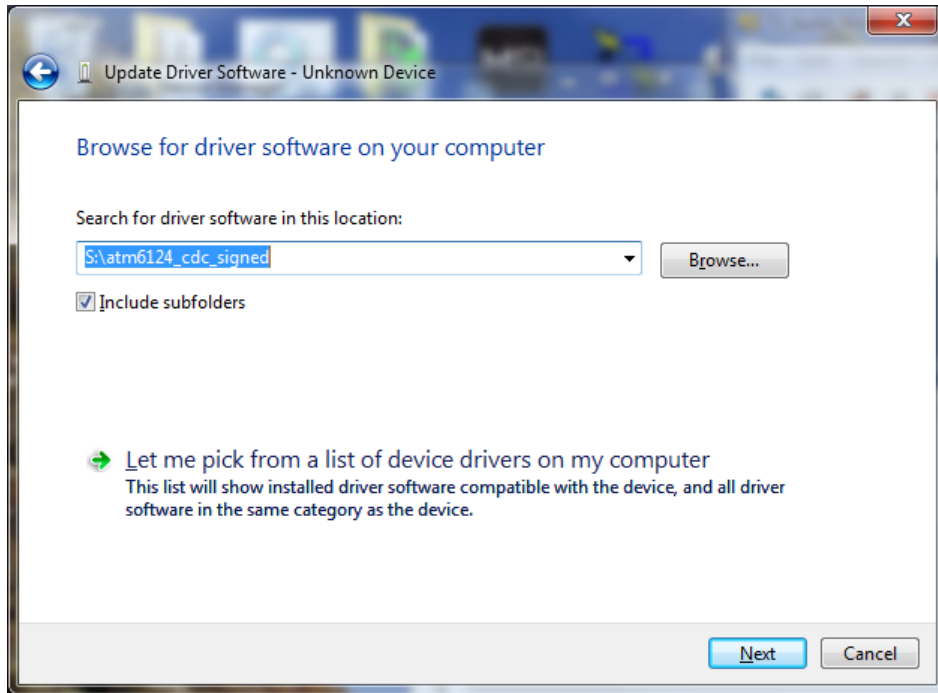 Update Driver Software - Unknown Device
Browse for driver software on your computer
Search for driver software in this location:
S:\atm6124_cdc_signed
Browse...
Include subfolders
Let me pick from a list of device drivers on my computer
This list will show installed driver software compatible with the device, and all driver
software in the same category as the device.
Next
Cancel